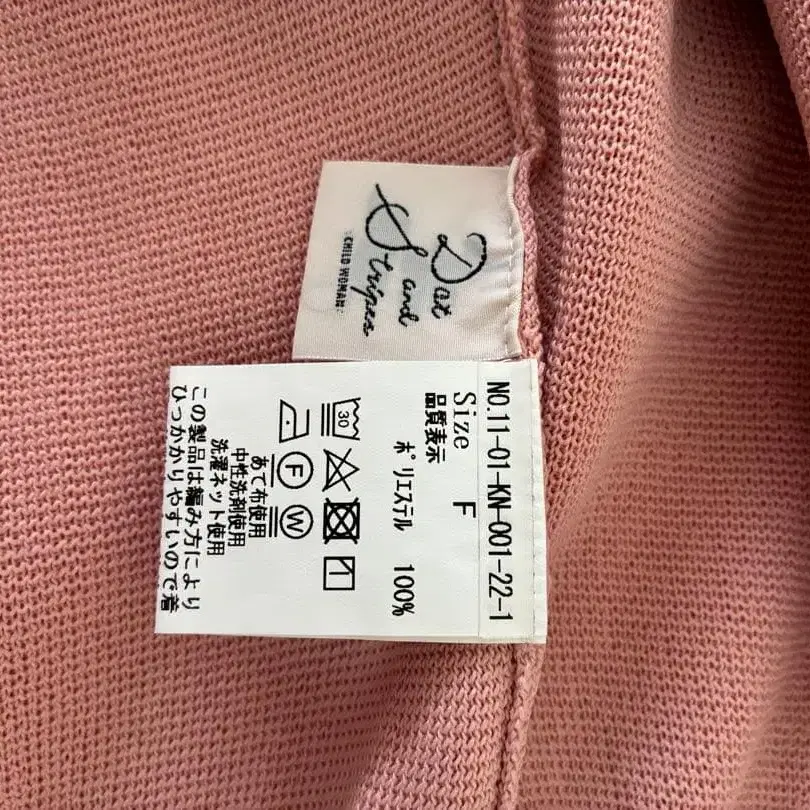 Dot
and
Stripes
CHILD WOMAN
NO.11-01-KN-001-22-1
Size F
品質表示
ポリエステル 100%
30
F W
あて布使用
中性洗剤使用
洗濯ネット使用
この製品は編み方により
ひっかかりやすいので着